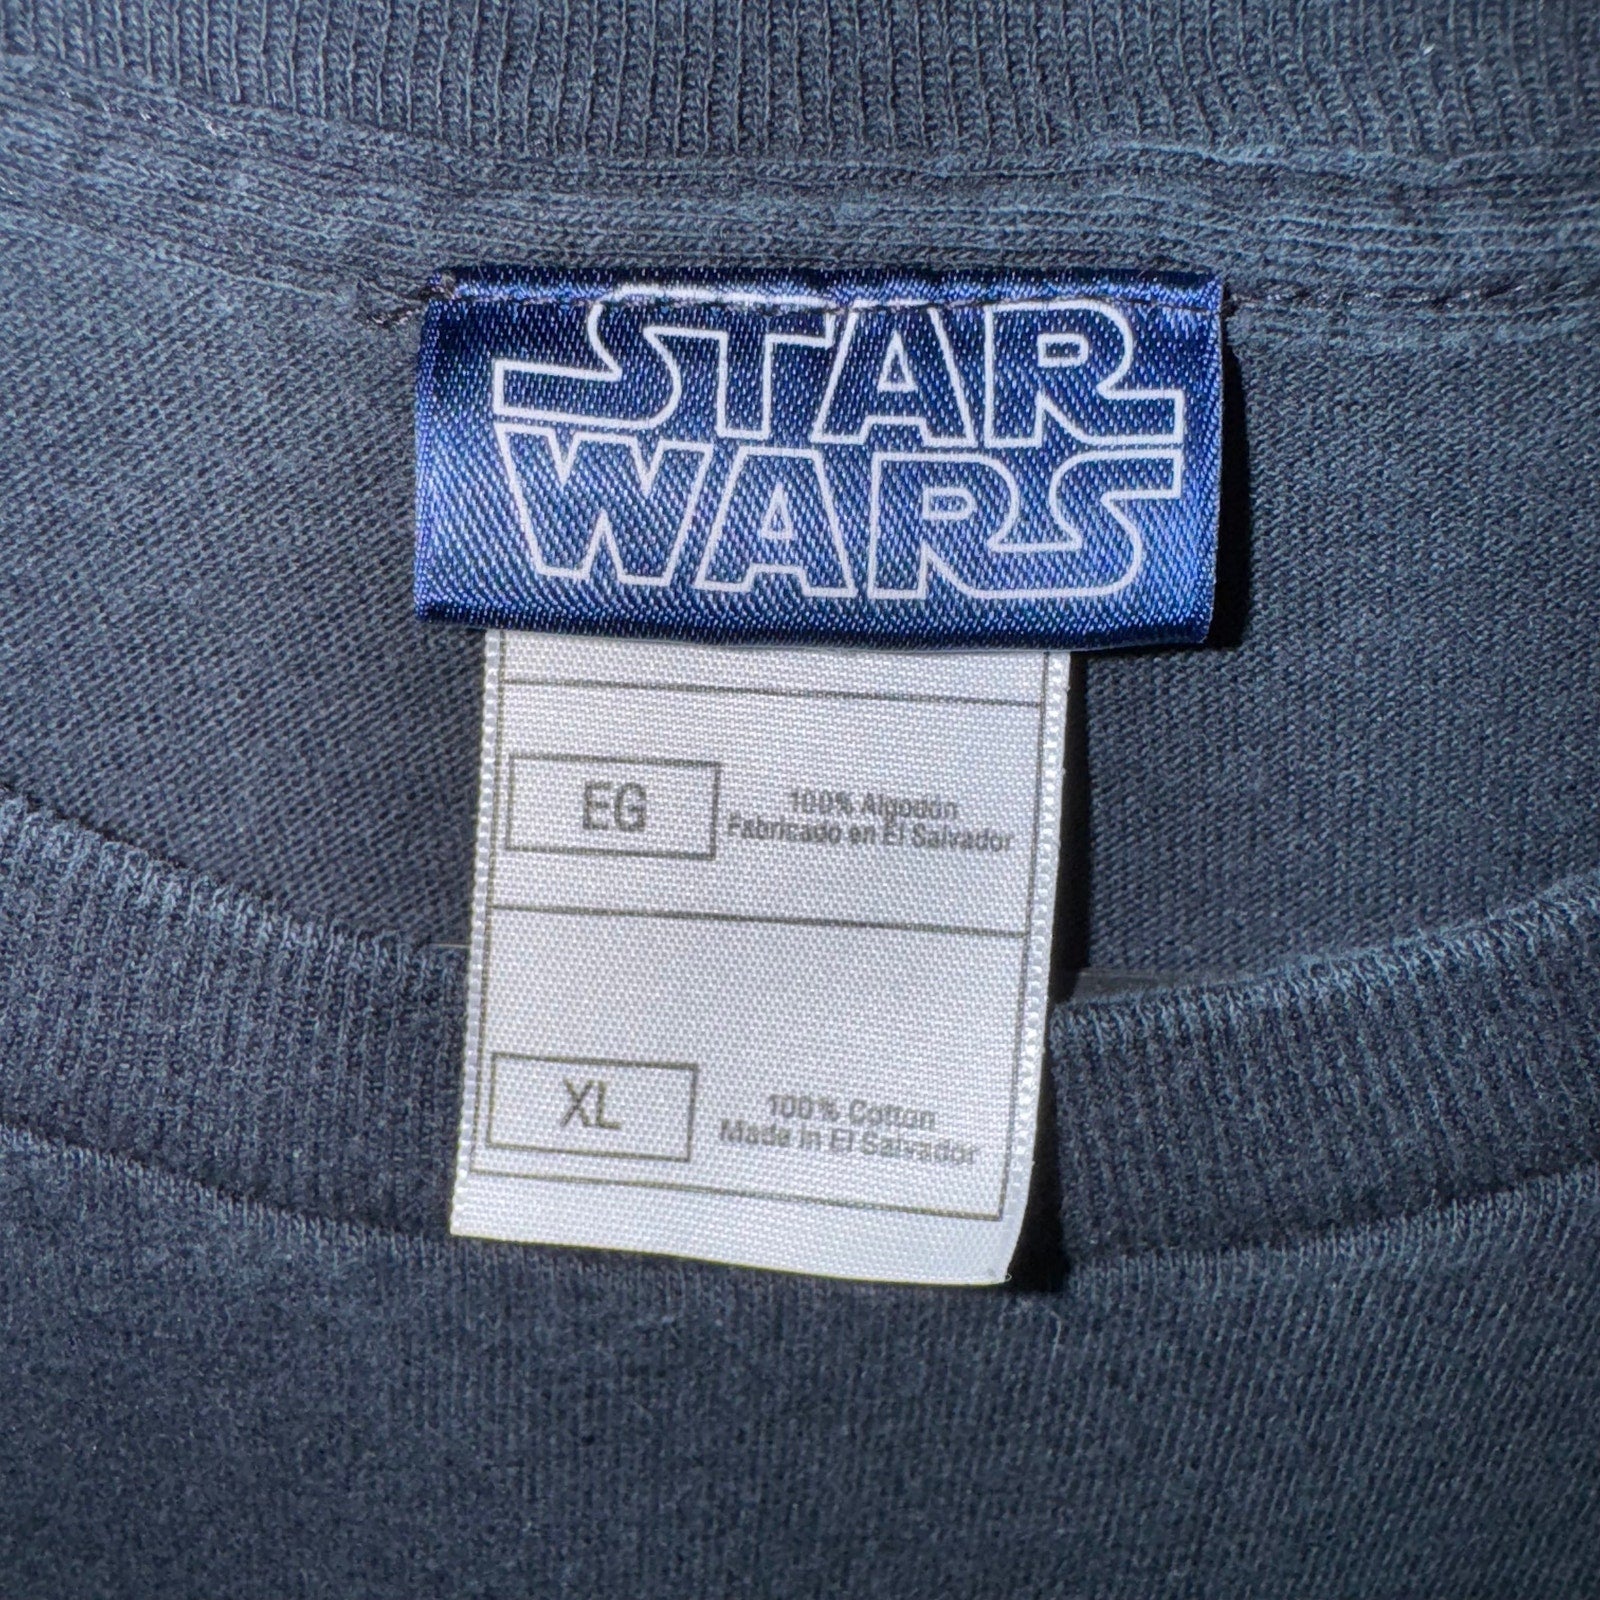 STAR
WARS
EG
100% Algodón
Fabricado en El Salvador
XL
100% Cotton
Made in El Salvador